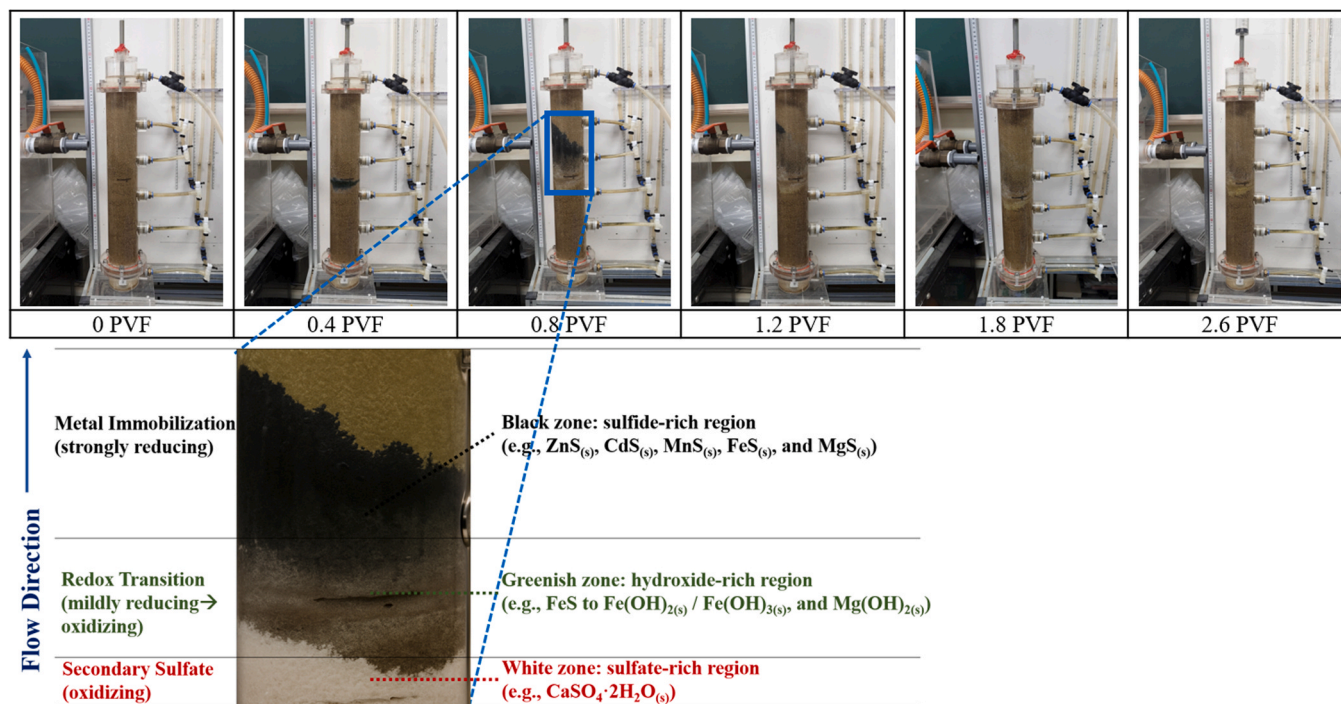 0 PVF
0.4 PVF
0.8 PVF
1.2 PVF
1.8 PVF
2.6 PVF
Flow Direction
Metal Immobilization
(strongly reducing)
Black zone: sulfide-rich region
(e.g., ZnS(s), CdS(s), MnS(s), FeS(s), and MgS(s))
Redox Transition
(mildly reducing→
oxidizing)
Greenish zone: hydroxide-rich region
(e.g., FeS to Fe(OH)2(s) / Fe(OH)3(s), and Mg(OH)2(s))
Secondary Sulfate
(oxidizing)
White zone: sulfate-rich region
(e.g., CaSO4·2H2O(s))